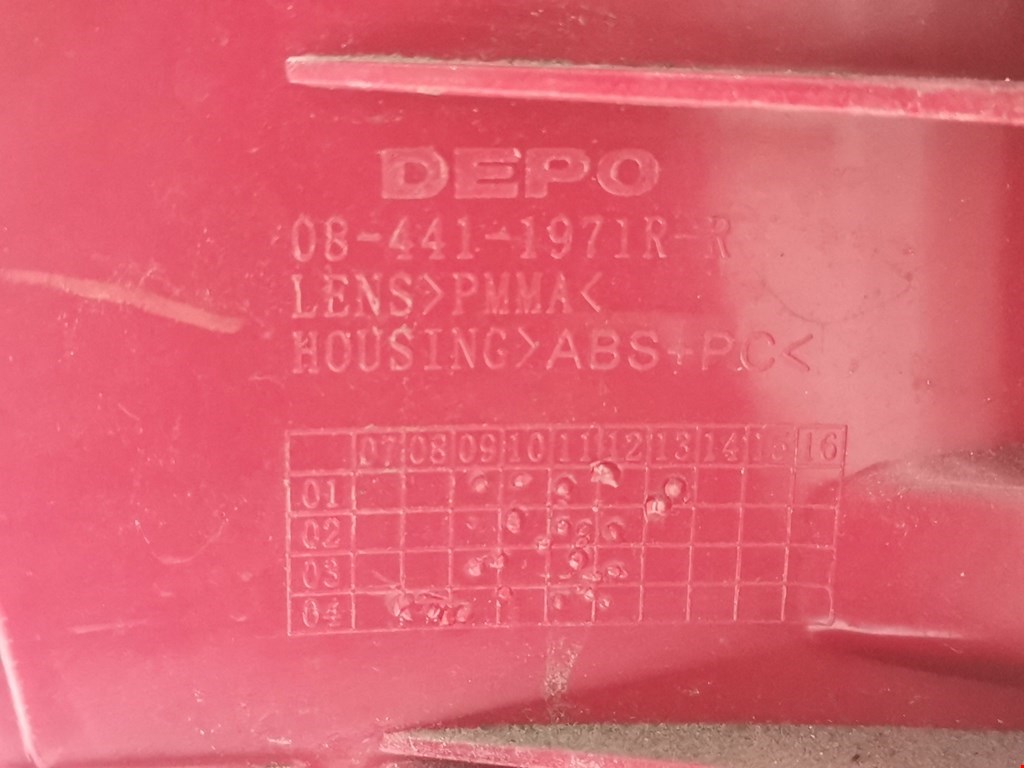 DEPO
08-441-1971R-R
LENS>PMMA<
HOUSING>ABS+PC<
07 08 09 10 11 12 13 14 15 16
01
02
03
04